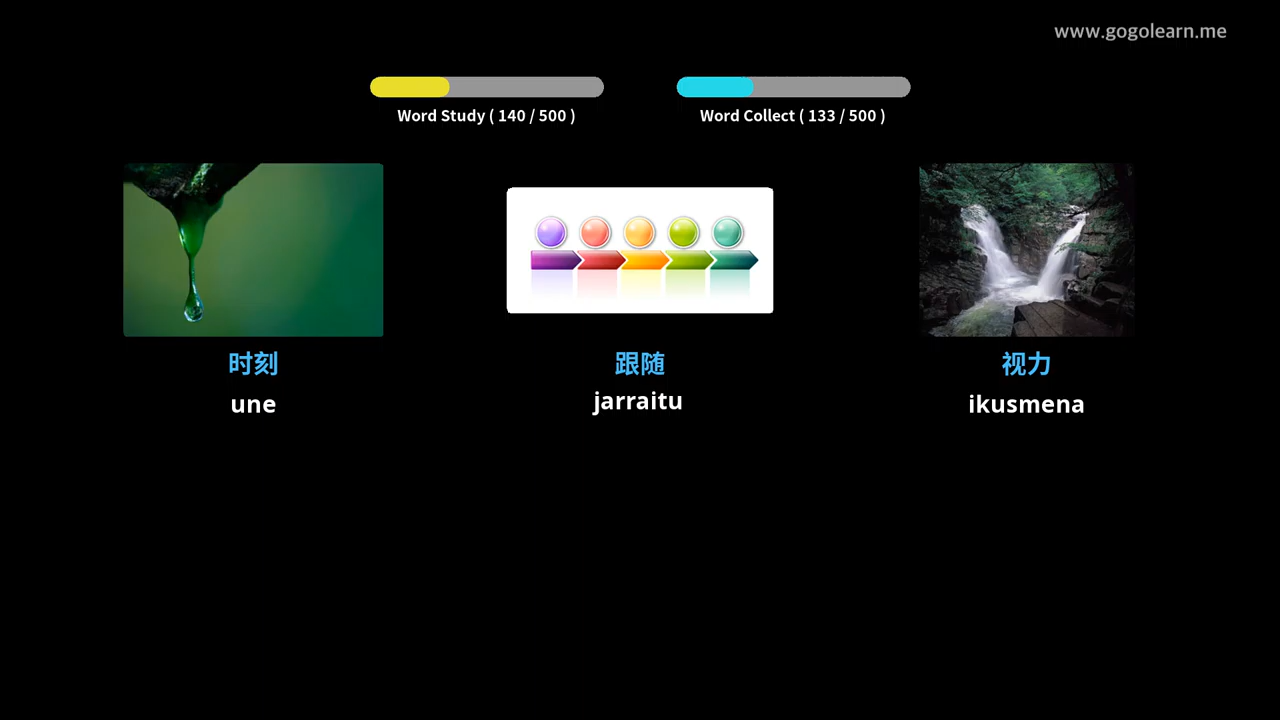 www.gogolearn.me
Word Study ( 140 / 500 )
Word Collect ( 133 / 500 )
时刻
跟随
视力
une
jarraitu
ikusmena